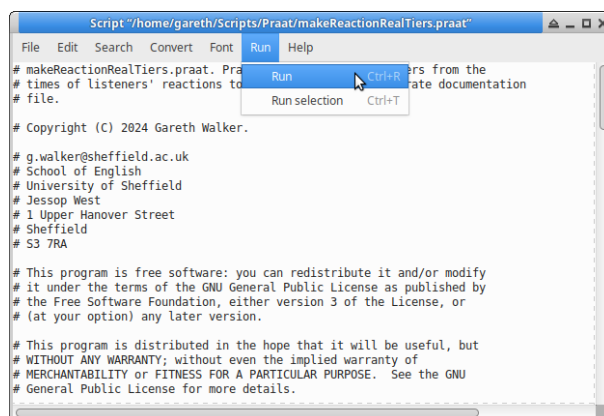 Script "/home/gareth/Scripts/Praat/makeReactionRealTiers.praat"
File Edit Search Convert Font Run Help
# makeReactionRealTiers.praat. Pra ers from the
Run Ctrl+R
# times of listeners' reactions to rate documentation
Run selection Ctrl+T
# file.
# Copyright (C) 2024 Gareth Walker.
# g.walker@sheffield.ac.uk
# School of English
# University of Sheffield
# Jessop West
# 1 Upper Hanover Street
# Sheffield
# S3 7RA
# This program is free software: you can redistribute it and/or modify
# it under the terms of the GNU General Public License as published by
# the Free Software Foundation, either version 3 of the License, or
# (at your option) any later version.
# This program is distributed in the hope that it will be useful, but
# WITHOUT ANY WARRANTY; without even the implied warranty of
# MERCHANTABILITY or FITNESS FOR A PARTICULAR PURPOSE.  See the GNU
# General Public License for more details.